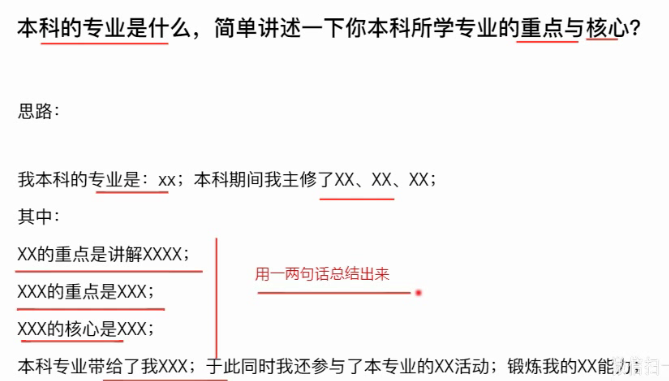 本科的专业是什么，简单讲述一下你本科所学专业的重点与核心?
思路：
我本科的专业是：xx；本科期间我主修了XX、XX、XX；
其中：
XX的重点是讲解XXXX；
用一两句话总结出来
XXX的重点是XXX；
XXX的核心是XXX；
本科专业带给了我XXX；于此同时我还参与了本专业的XX活动；锻炼我的XX能力；